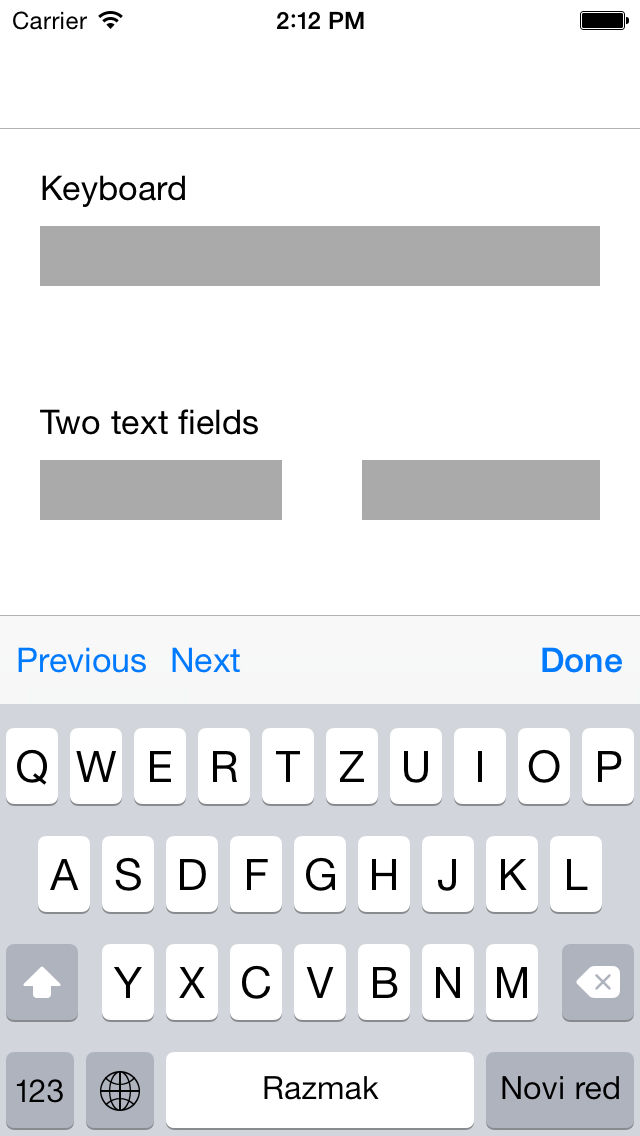 Carrier 2:12 PM
Keyboard
Two text fields
Previous Next Done
Q W E R T Z U I O P
A S D F G H J K L
Y X C V B N M
123 Razmak Novi red